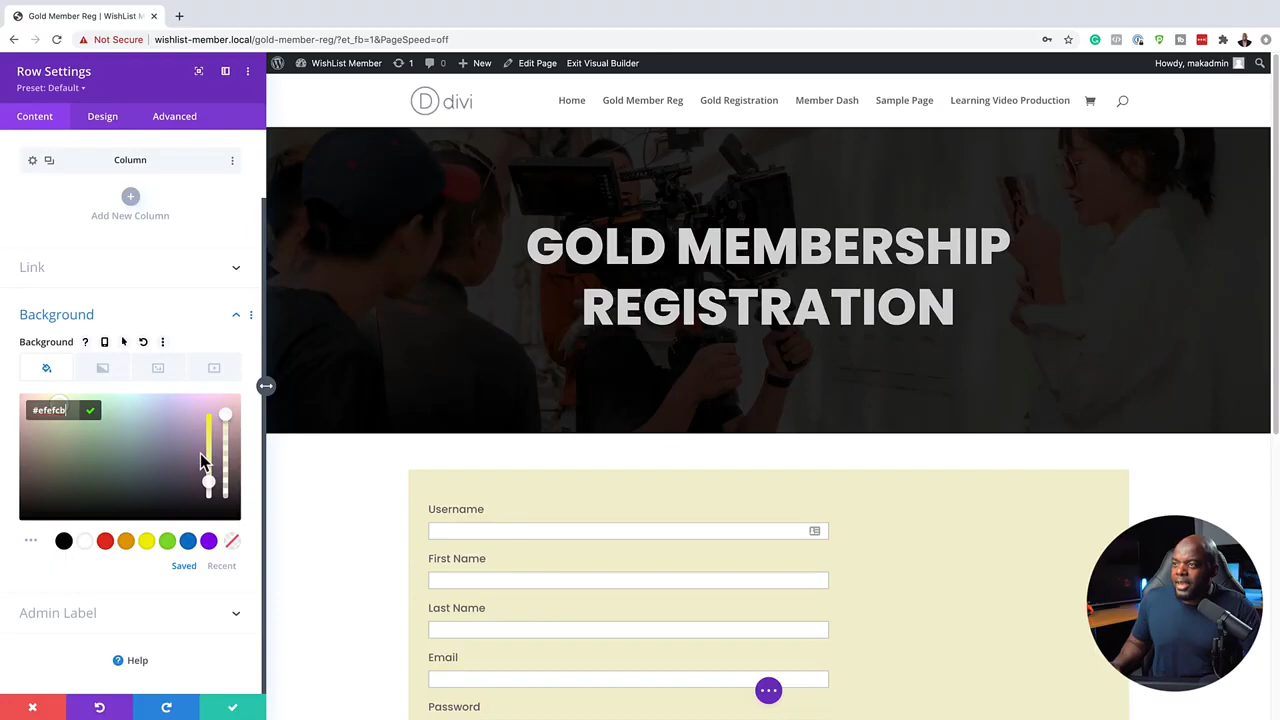 Gold Member Reg | WishList M
Not Secure
wishlist-member.local/gold-member-reg/?et_fb=1&PageSpeed=off
Row Settings
Preset: Default
WishList Member
1
0
New
Edit Page
Exit Visual Builder
Howdy, makadmin
Content
Design
Advanced
D divi
Home
Gold Member Reg
Gold Registration
Member Dash
Sample Page
Learning Video Production
Column
Add New Column
Link
Background
Background
#efefcb
Saved
Recent
Admin Label
Help
GOLD MEMBERSHIP
REGISTRATION
Username
First Name
Last Name
Email
Password